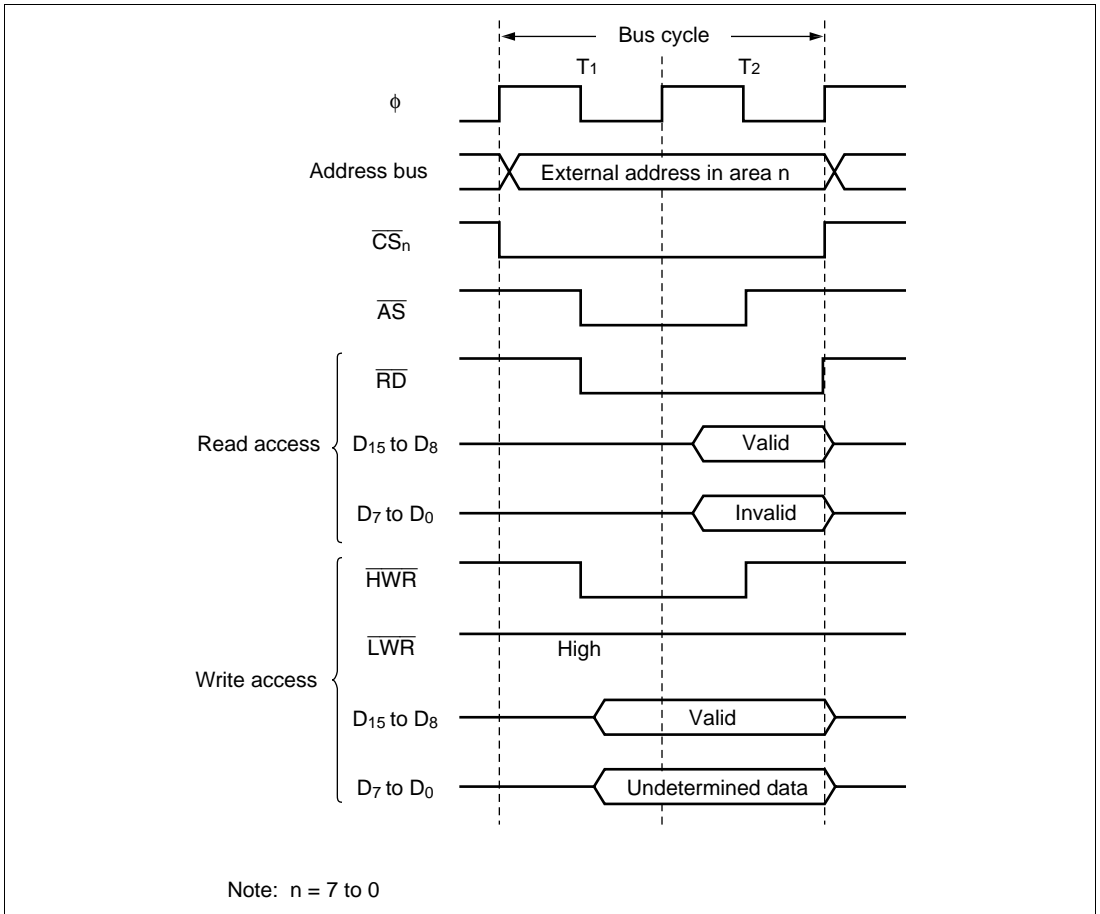 Bus cycle
T1 T2
φ
Address bus External address in area n
CSn
AS
RD
Read access D15 to D8 Valid
D7 to D0 Invalid
HWR
LWR High
Write access D15 to D8 Valid
D7 to D0 Undetermined data
Note: n = 7 to 0